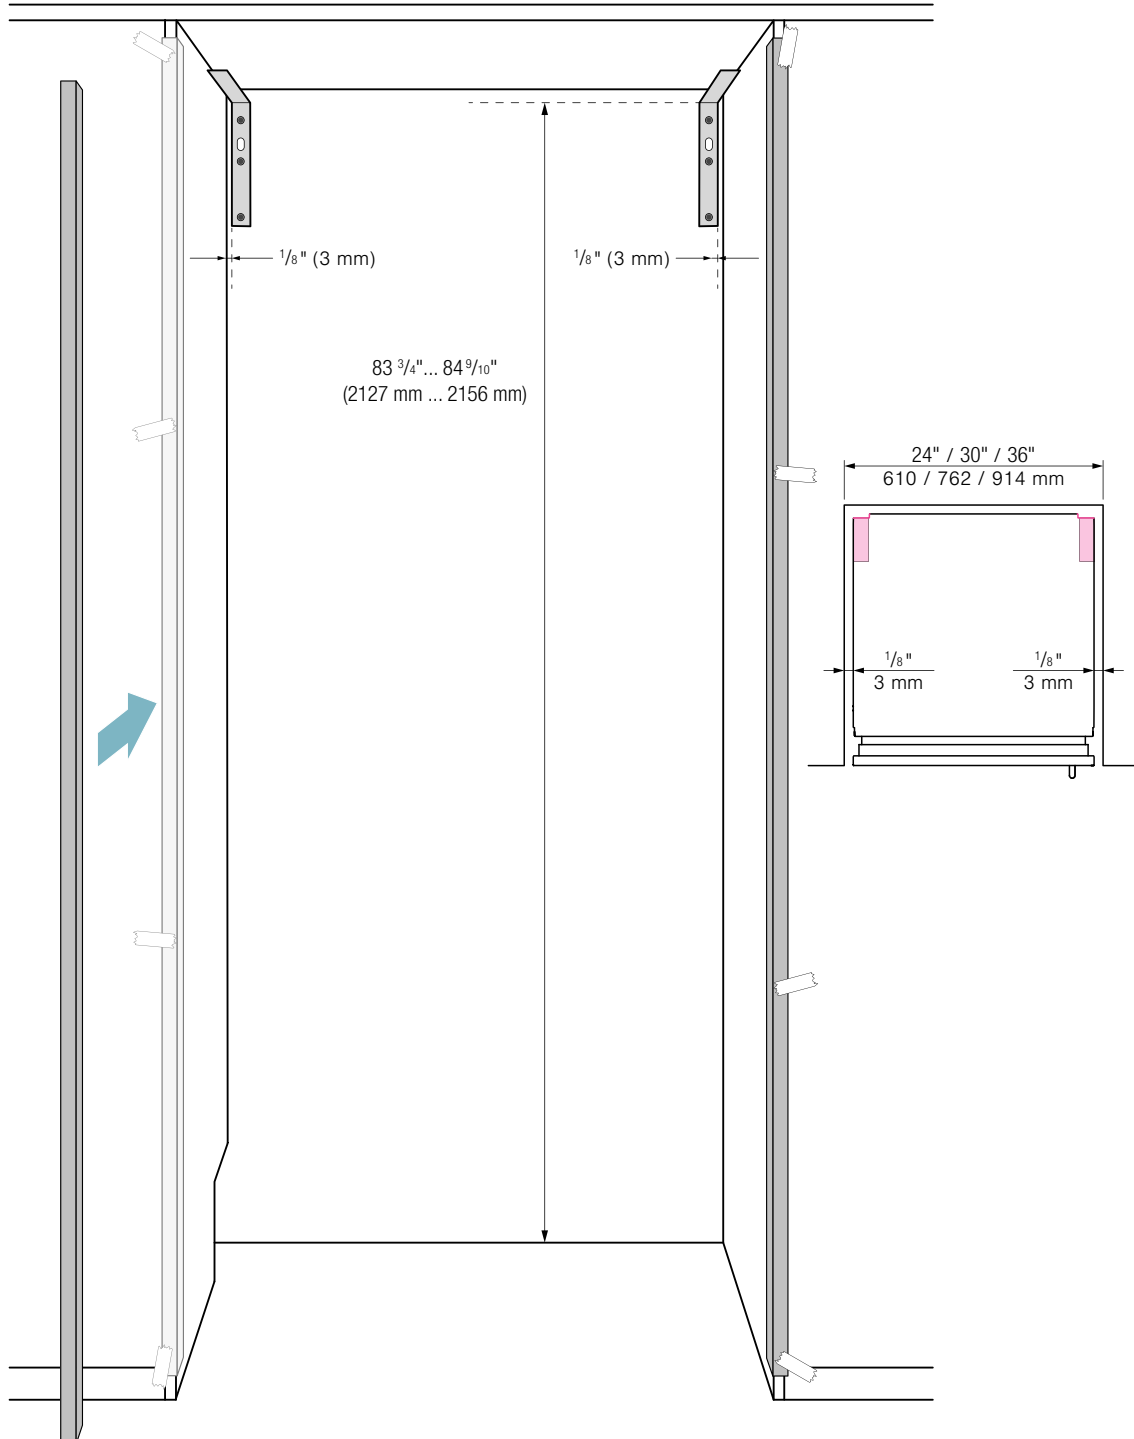 1/8" (3 mm)
1/8" (3 mm)
83 3/4"... 84 9/10"
(2127 mm ... 2156 mm)
24" / 30" / 36"
610 / 762 / 914 mm
1/8"
3 mm
1/8"
3 mm